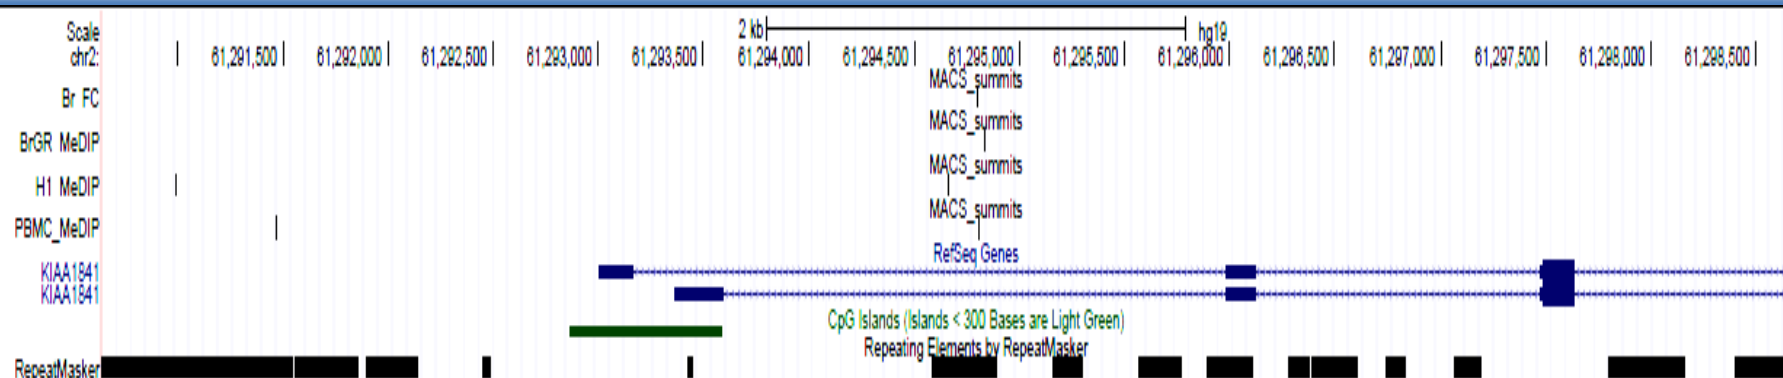 Scale 2 kb hg19
chr2: 61,291,500 61,292,000 61,292,500 61,293,000 61,293,500 61,294,000 61,294,500 61,295,000 61,295,500 61,296,000 61,296,500 61,297,000 61,297,500 61,298,000 61,298,500
MACS_summits
Br FC
MACS_summits
BrGR MeDIP
MACS_summits
H1 MeDIP
MACS_summits
PBMC_MeDIP
RefSeq Genes
KIAA1841
KIAA1841
CpG Islands (Islands < 300 Bases are Light Green)
Repeating Elements by RepeatMasker
RepeatMasker